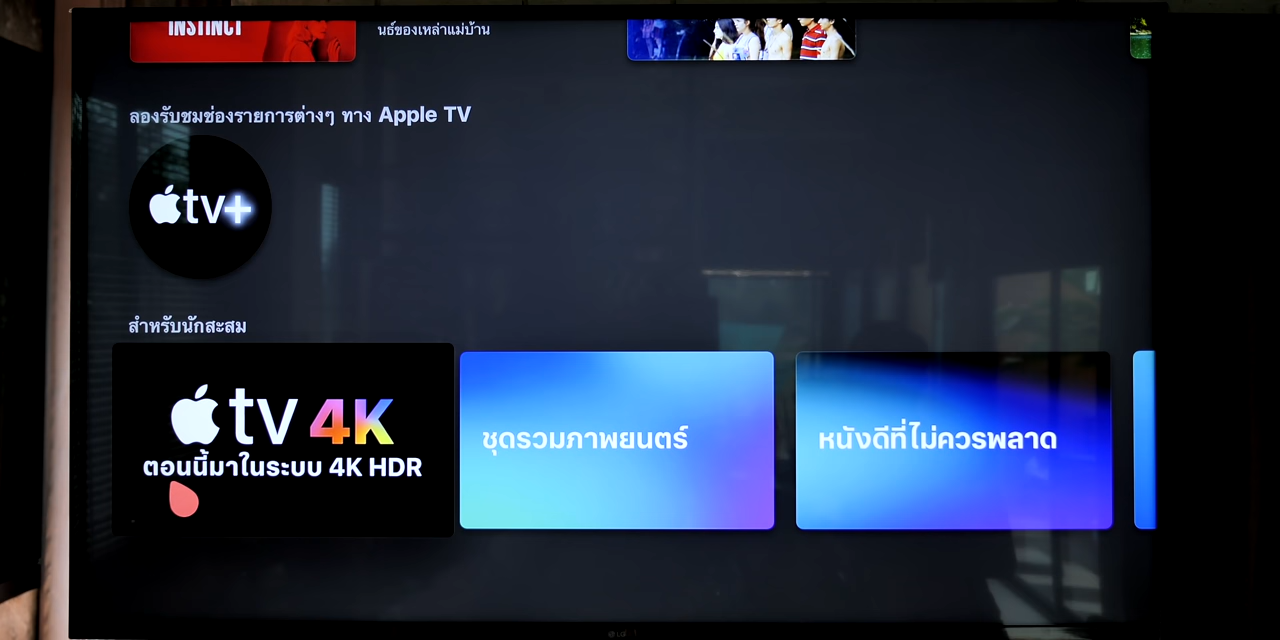 INSTINCT
นธ์ของเหล่าแม่บ้าน
ลองรับชมช่องรายการต่างๆ ทาง Apple TV
tv+
สำหรับนักสะสม
tv 4K
ตอนนี้มาในระบบ 4K HDR
ชุดรวมภาพยนตร์
หนังดีที่ไม่ควรพลาด
LG